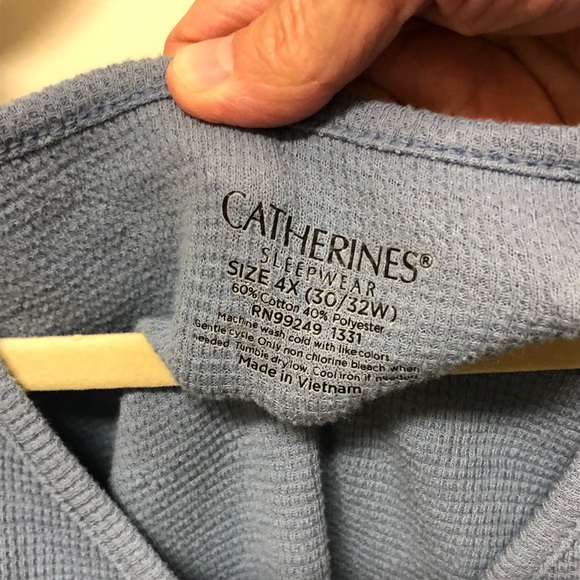 CATHERINES®
SLEEPWEAR
SIZE 4X (30/32W)
60% Cotton 40% Polyester
RN99249 1331
Machine wash cold with like colors
Gentle cycle Only non chlorine bleach when
needed Tumble dry low. Cool iron if needed
Made in Vietnam